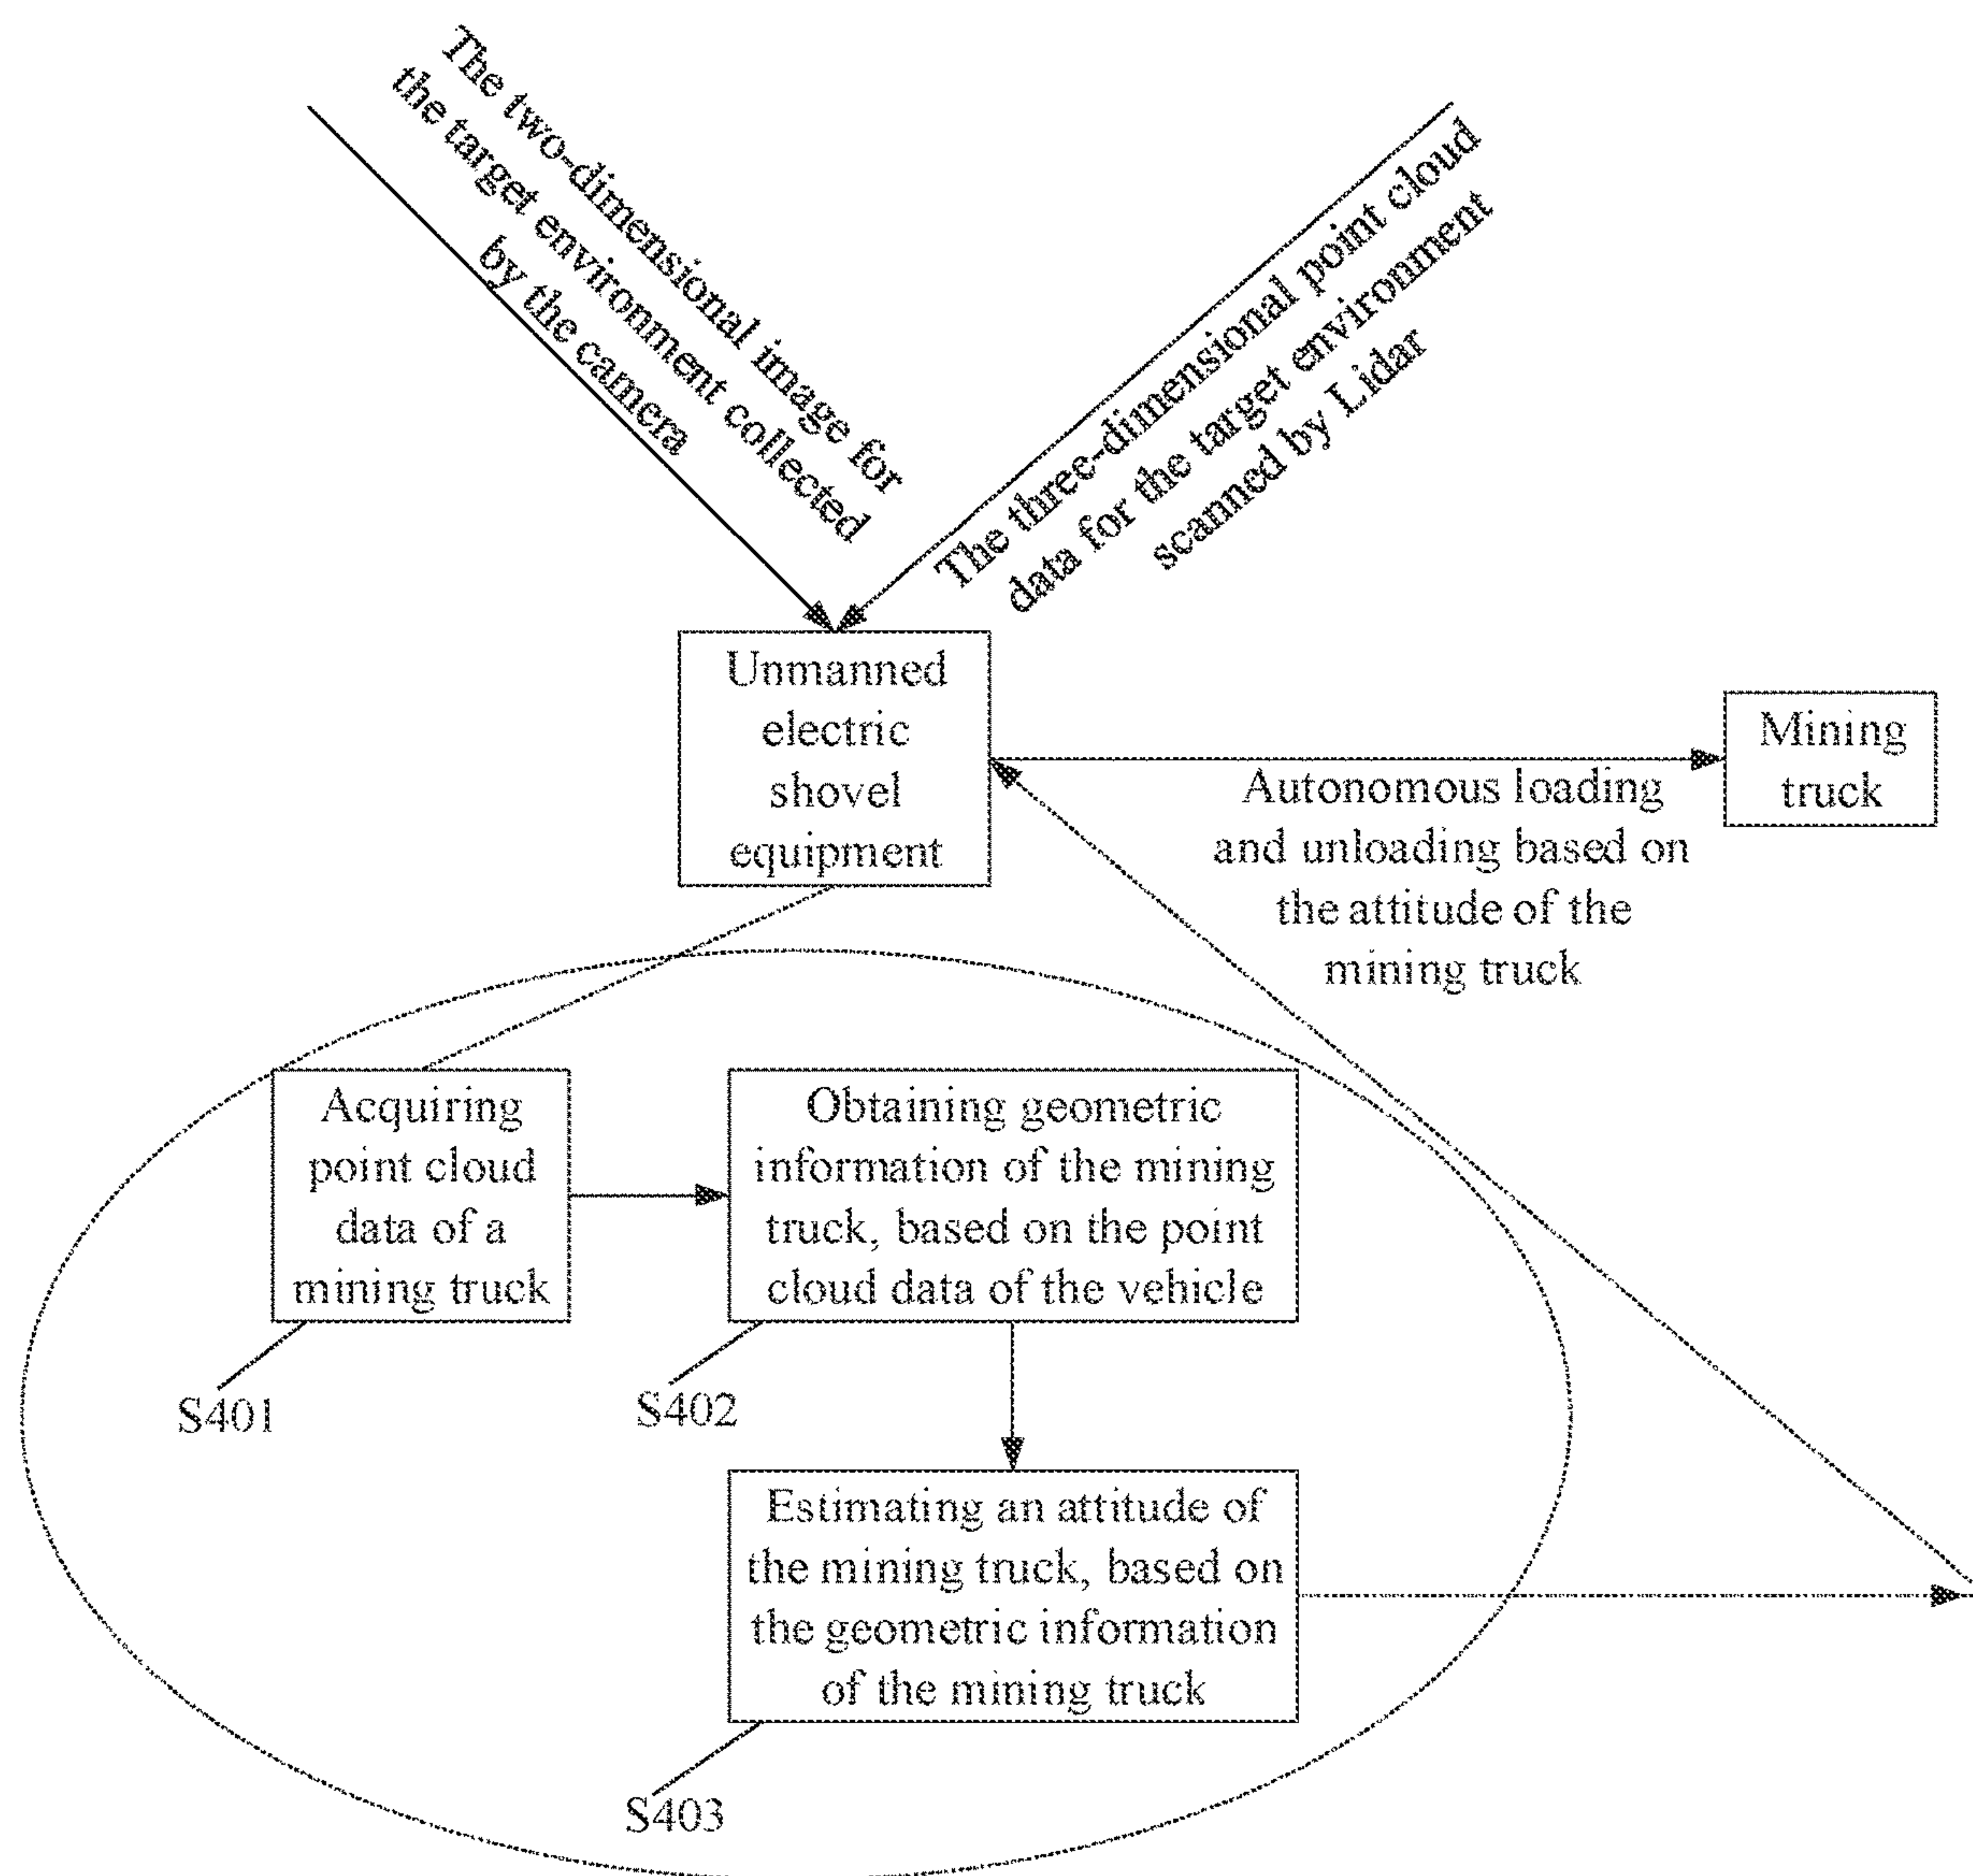 The two-dimensional image for
the target environment collected
by the camera
The three-dimensional point cloud
data for the target environment
scanned by Lidar
Unmanned
electric
shovel
equipment
Mining
truck
Autonomous loading
and unloading based on
the attitude of the
mining truck
Acquiring
point cloud
data of a
mining truck
Obtaining geometric
information of the mining
truck, based on the point
cloud data of the vehicle
S401
S402
Estimating an attitude of
the mining truck, based on
the geometric information
of the mining truck
S403